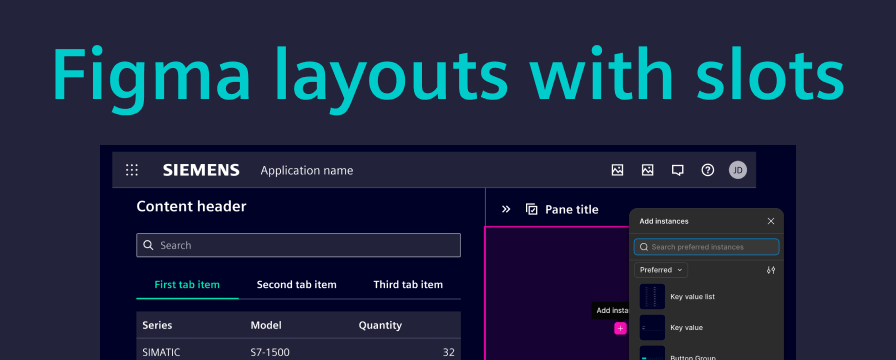 Figma layouts with slots
SIEMENS Application name JD
Content header
Pane title
Add instances
Search
Search preferred instances
First tab item Second tab item Third tab item
Preferred
Key value list
Add insta
Series Model Quantity
Key value
SIMATIC S7-1500 32
Button Group